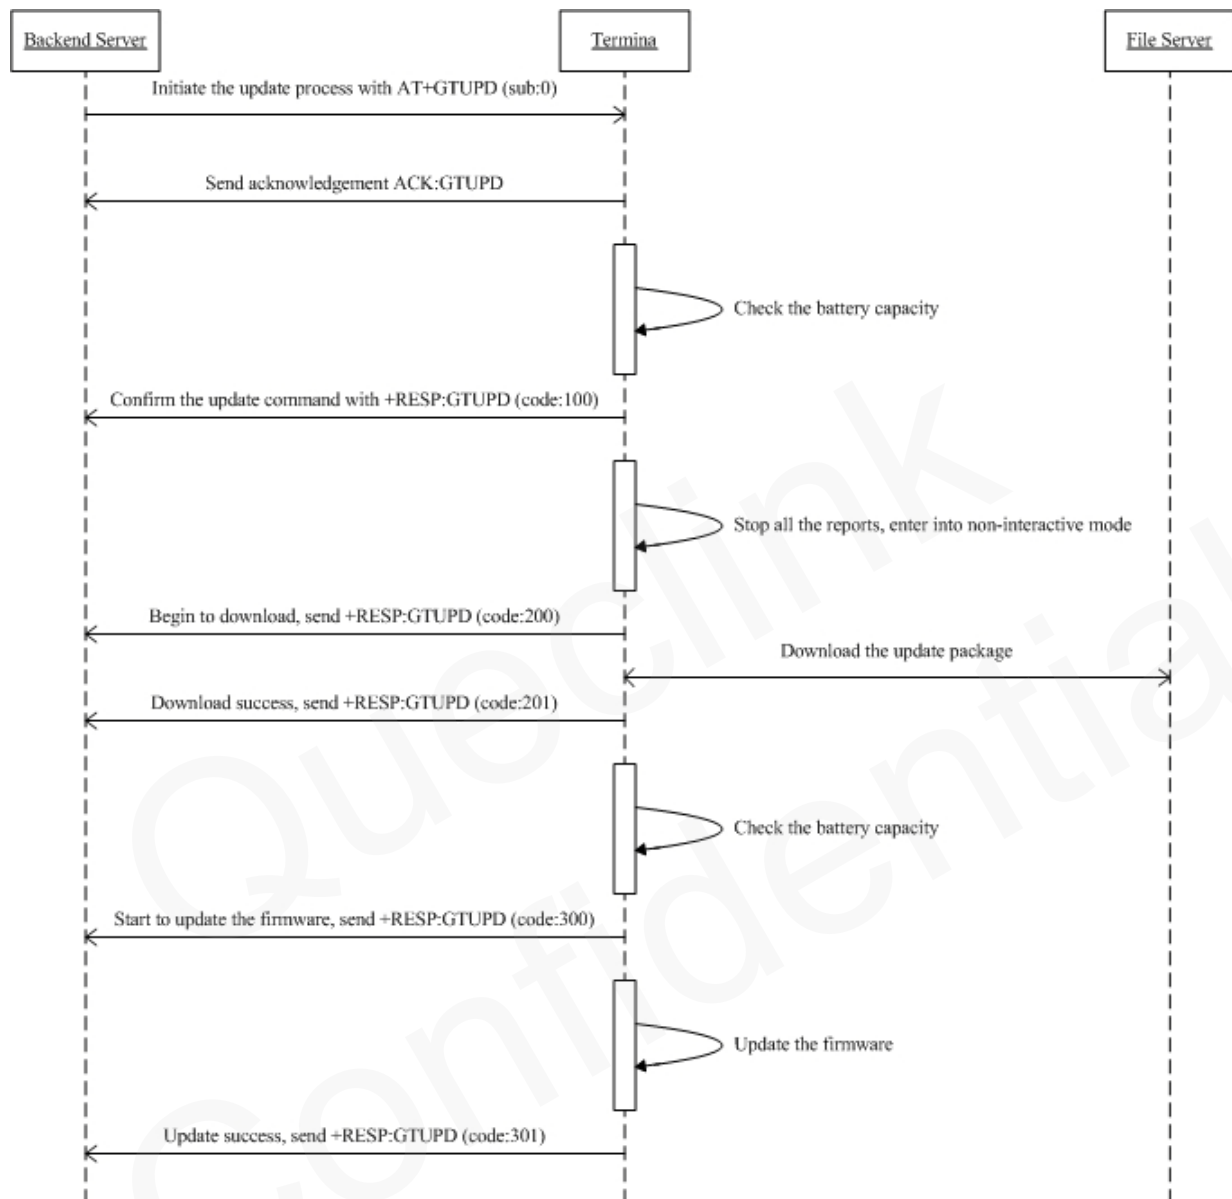 Backend Server
Termina
File Server
Initiate the update process with AT+GTUPD (sub:0)
Send acknowledgement ACK:GTUPD
Check the battery capacity
Confirm the update command with +RESP:GTUPD (code:100)
Stop all the reports, enter into non-interactive mode
Begin to download, send +RESP:GTUPD (code:200)
Download the update package
Download success, send +RESP:GTUPD (code:201)
Check the battery capacity
Start to update the firmware, send +RESP:GTUPD (code:300)
Update the firmware
Update success, send +RESP:GTUPD (code:301)
Queclink
Confidential